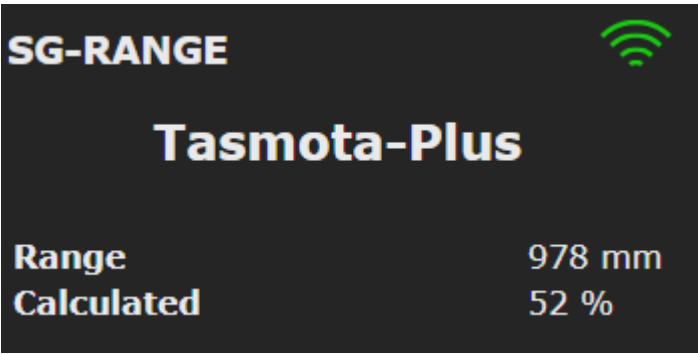 SG-RANGE
Tasmota-Plus
Range 978 mm
Calculated 52 %